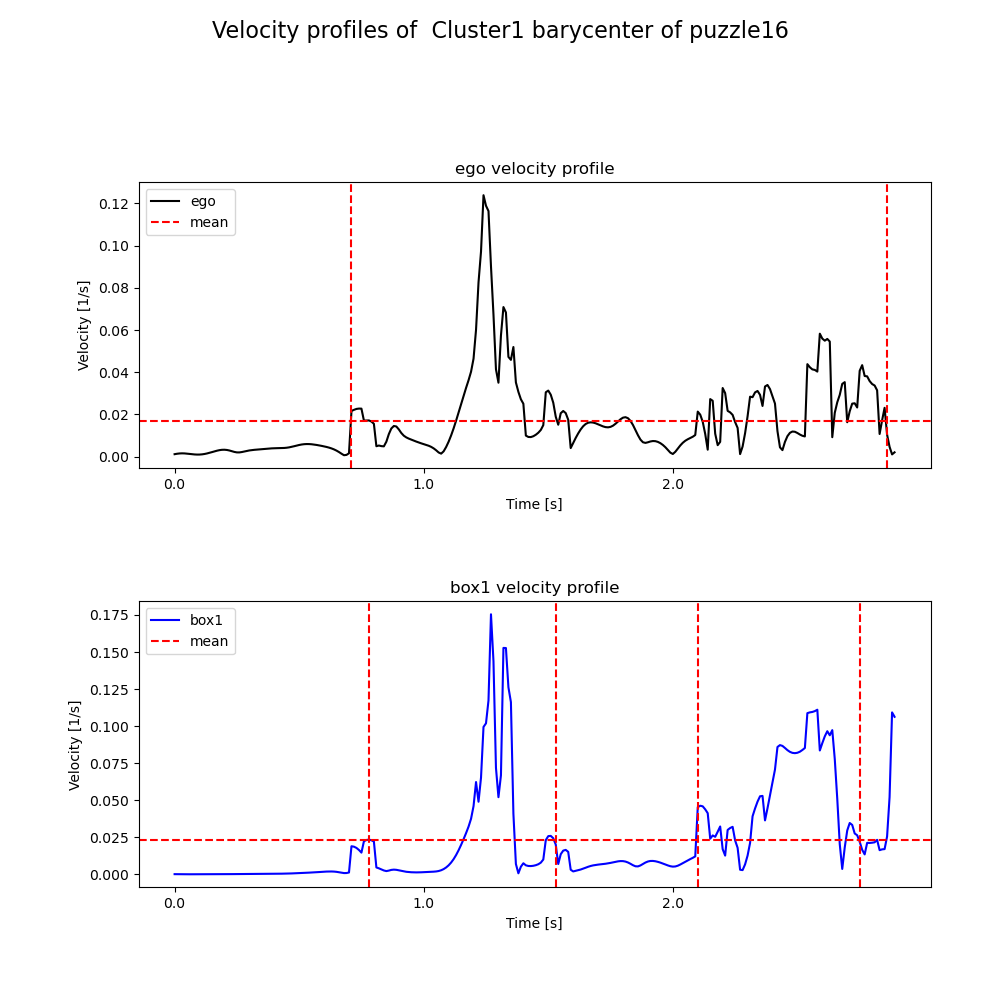 Velocity profiles of  Cluster1 barycenter of puzzle16
ego velocity profile
ego
mean
0.12
0.10
0.08
0.06
0.04
0.02
0.00
Velocity [1/s]
0.0 1.0 2.0
Time [s]
box1 velocity profile
box1
mean
0.175
0.150
0.125
0.100
0.075
0.050
0.025
0.000
Velocity [1/s]
0.0 1.0 2.0
Time [s]